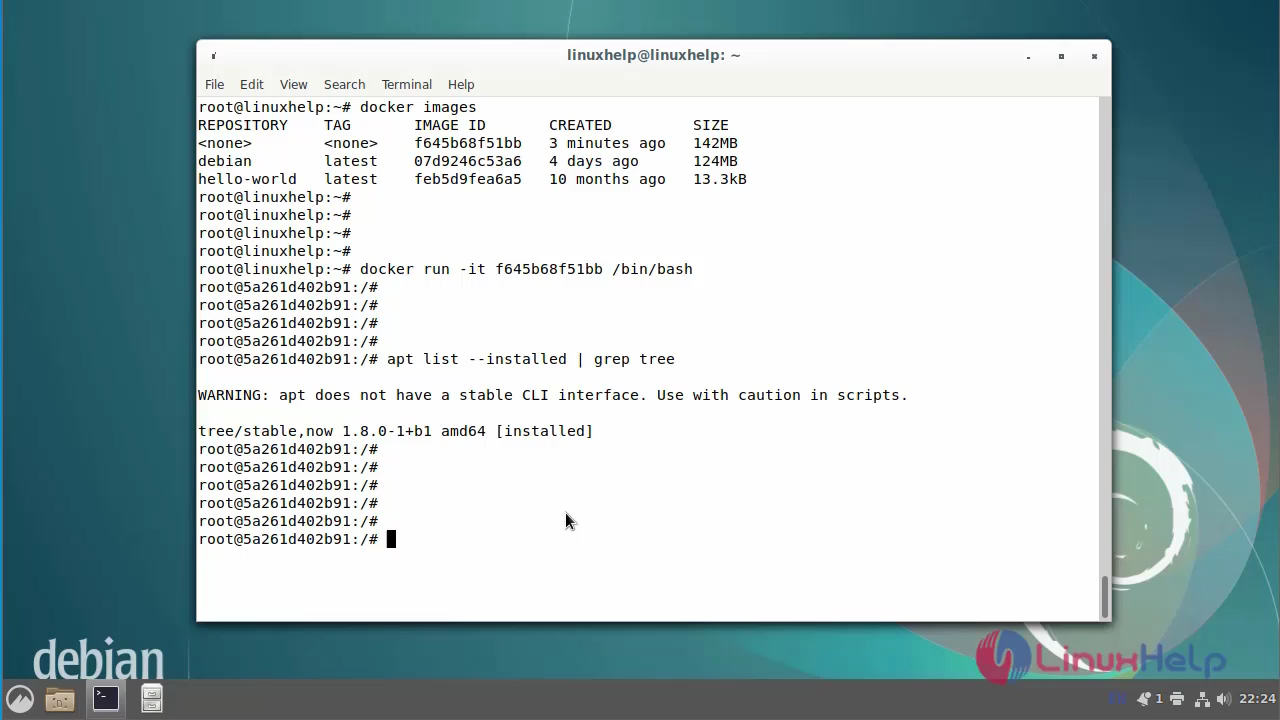 linuxhelp@linuxhelp: ~
File Edit View Search Terminal Help
root@linuxhelp:~# docker images
REPOSITORY TAG IMAGE ID CREATED SIZE
<none> <none> f645b68f51bb 3 minutes ago 142MB
debian latest 07d9246c53a6 4 days ago 124MB
hello-world latest feb5d9fea6a5 10 months ago 13.3kB
root@linuxhelp:~#
root@linuxhelp:~#
root@linuxhelp:~#
root@linuxhelp:~#
root@linuxhelp:~# docker run -it f645b68f51bb /bin/bash
root@5a261d402b91:/#
root@5a261d402b91:/#
root@5a261d402b91:/#
root@5a261d402b91:/#
root@5a261d402b91:/# apt list --installed | grep tree
WARNING: apt does not have a stable CLI interface. Use with caution in scripts.
tree/stable,now 1.8.0-1+b1 amd64 [installed]
root@5a261d402b91:/#
root@5a261d402b91:/#
root@5a261d402b91:/#
root@5a261d402b91:/#
root@5a261d402b91:/#
root@5a261d402b91:/#
debian
LinuxHelp
1 22:24